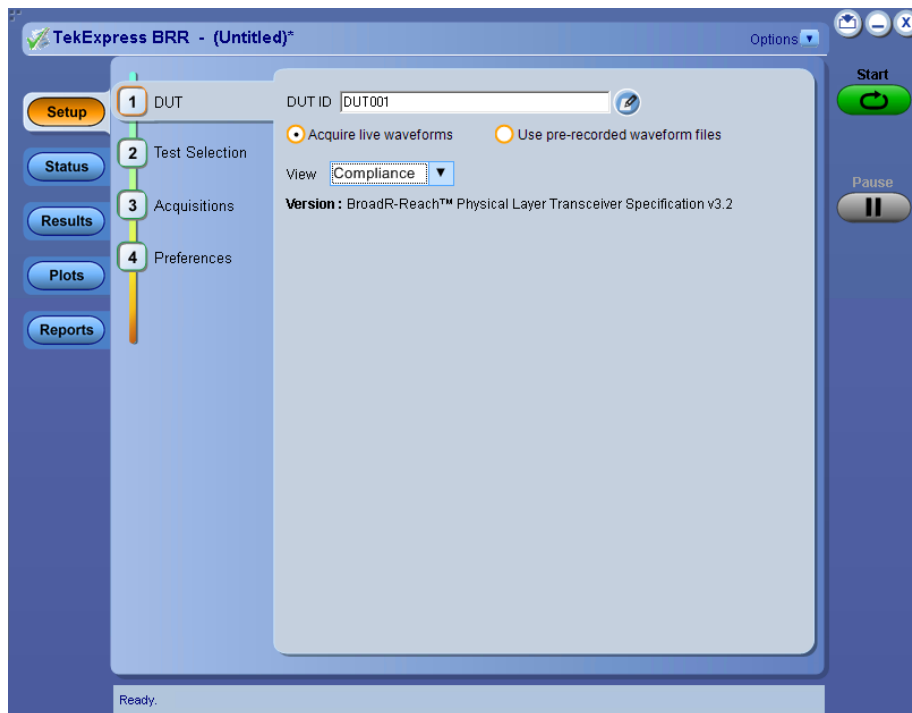 TekExpress BRR - (Untitled)*
Options
Start
Pause
Setup
Status
Results
Plots
Reports
1 DUT
2 Test Selection
3 Acquisitions
4 Preferences
DUT ID DUT001
Acquire live waveforms Use pre-recorded waveform files
View Compliance
Version : BroadR-Reach™ Physical Layer Transceiver Specification v3.2
Ready.